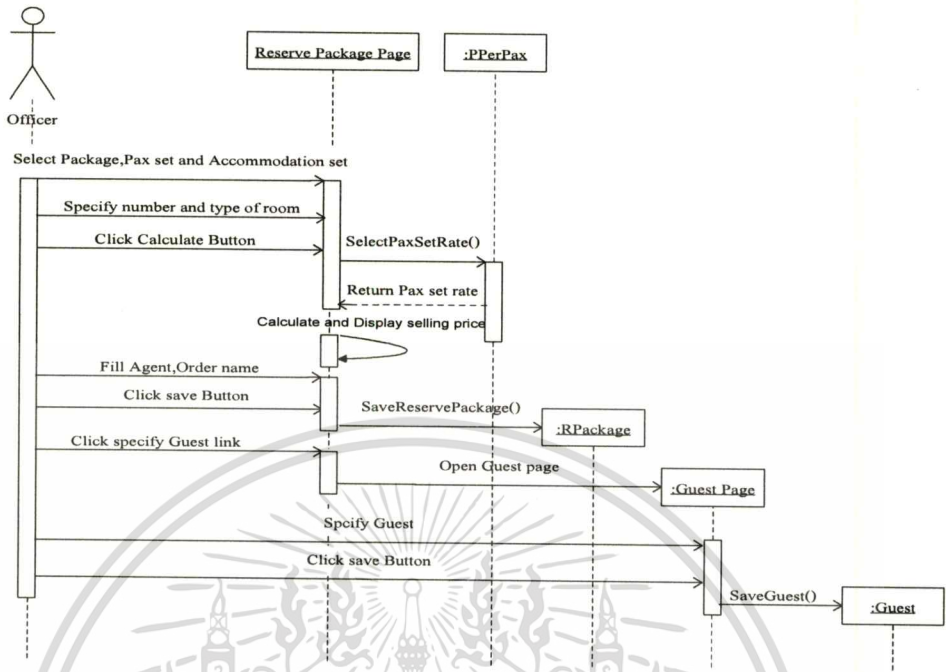 Reserve Package Page
:PPerPax
Officer
Select Package,Pax set and Accommodation set
Specify number and type of room
Click Calculate Button
SelectPaxSetRate()
Return Pax set rate
Calculate and Display selling price
Fill Agent,Order name
Click save Button
SaveReservePackage()
:RPackage
Click specify Guest link
Open Guest page
:Guest Page
Spcify Guest
Click save Button
SaveGuest()
:Guest